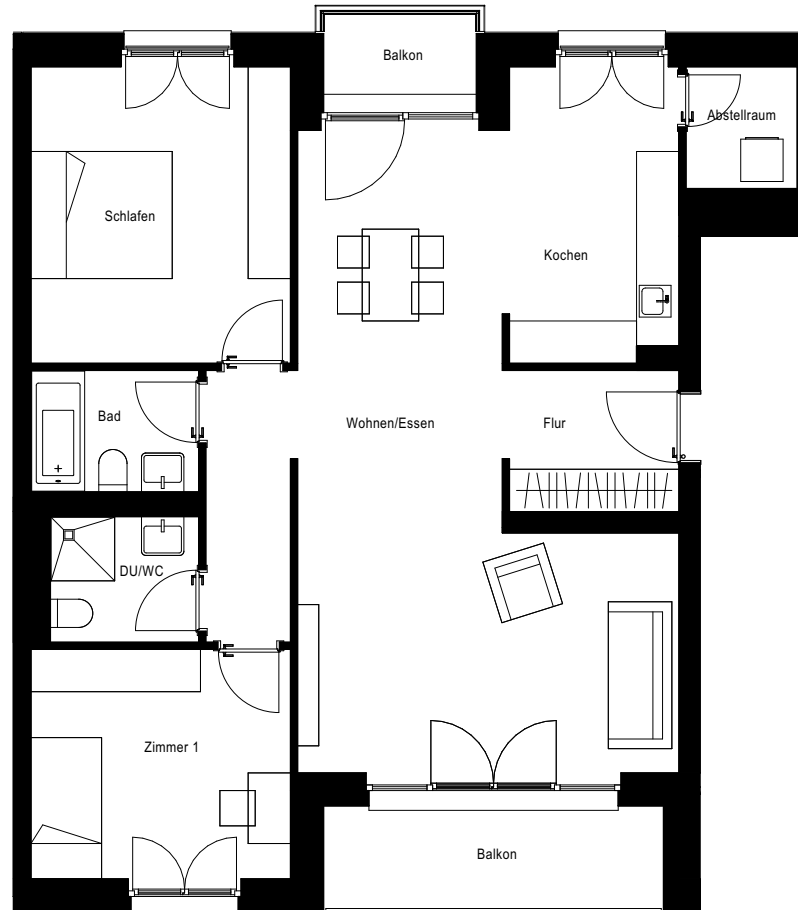 Balkon
Abstellraum
Schlafen
Kochen
Bad
Wohnen/Essen
Flur
DU/WC
Zimmer 1
Balkon